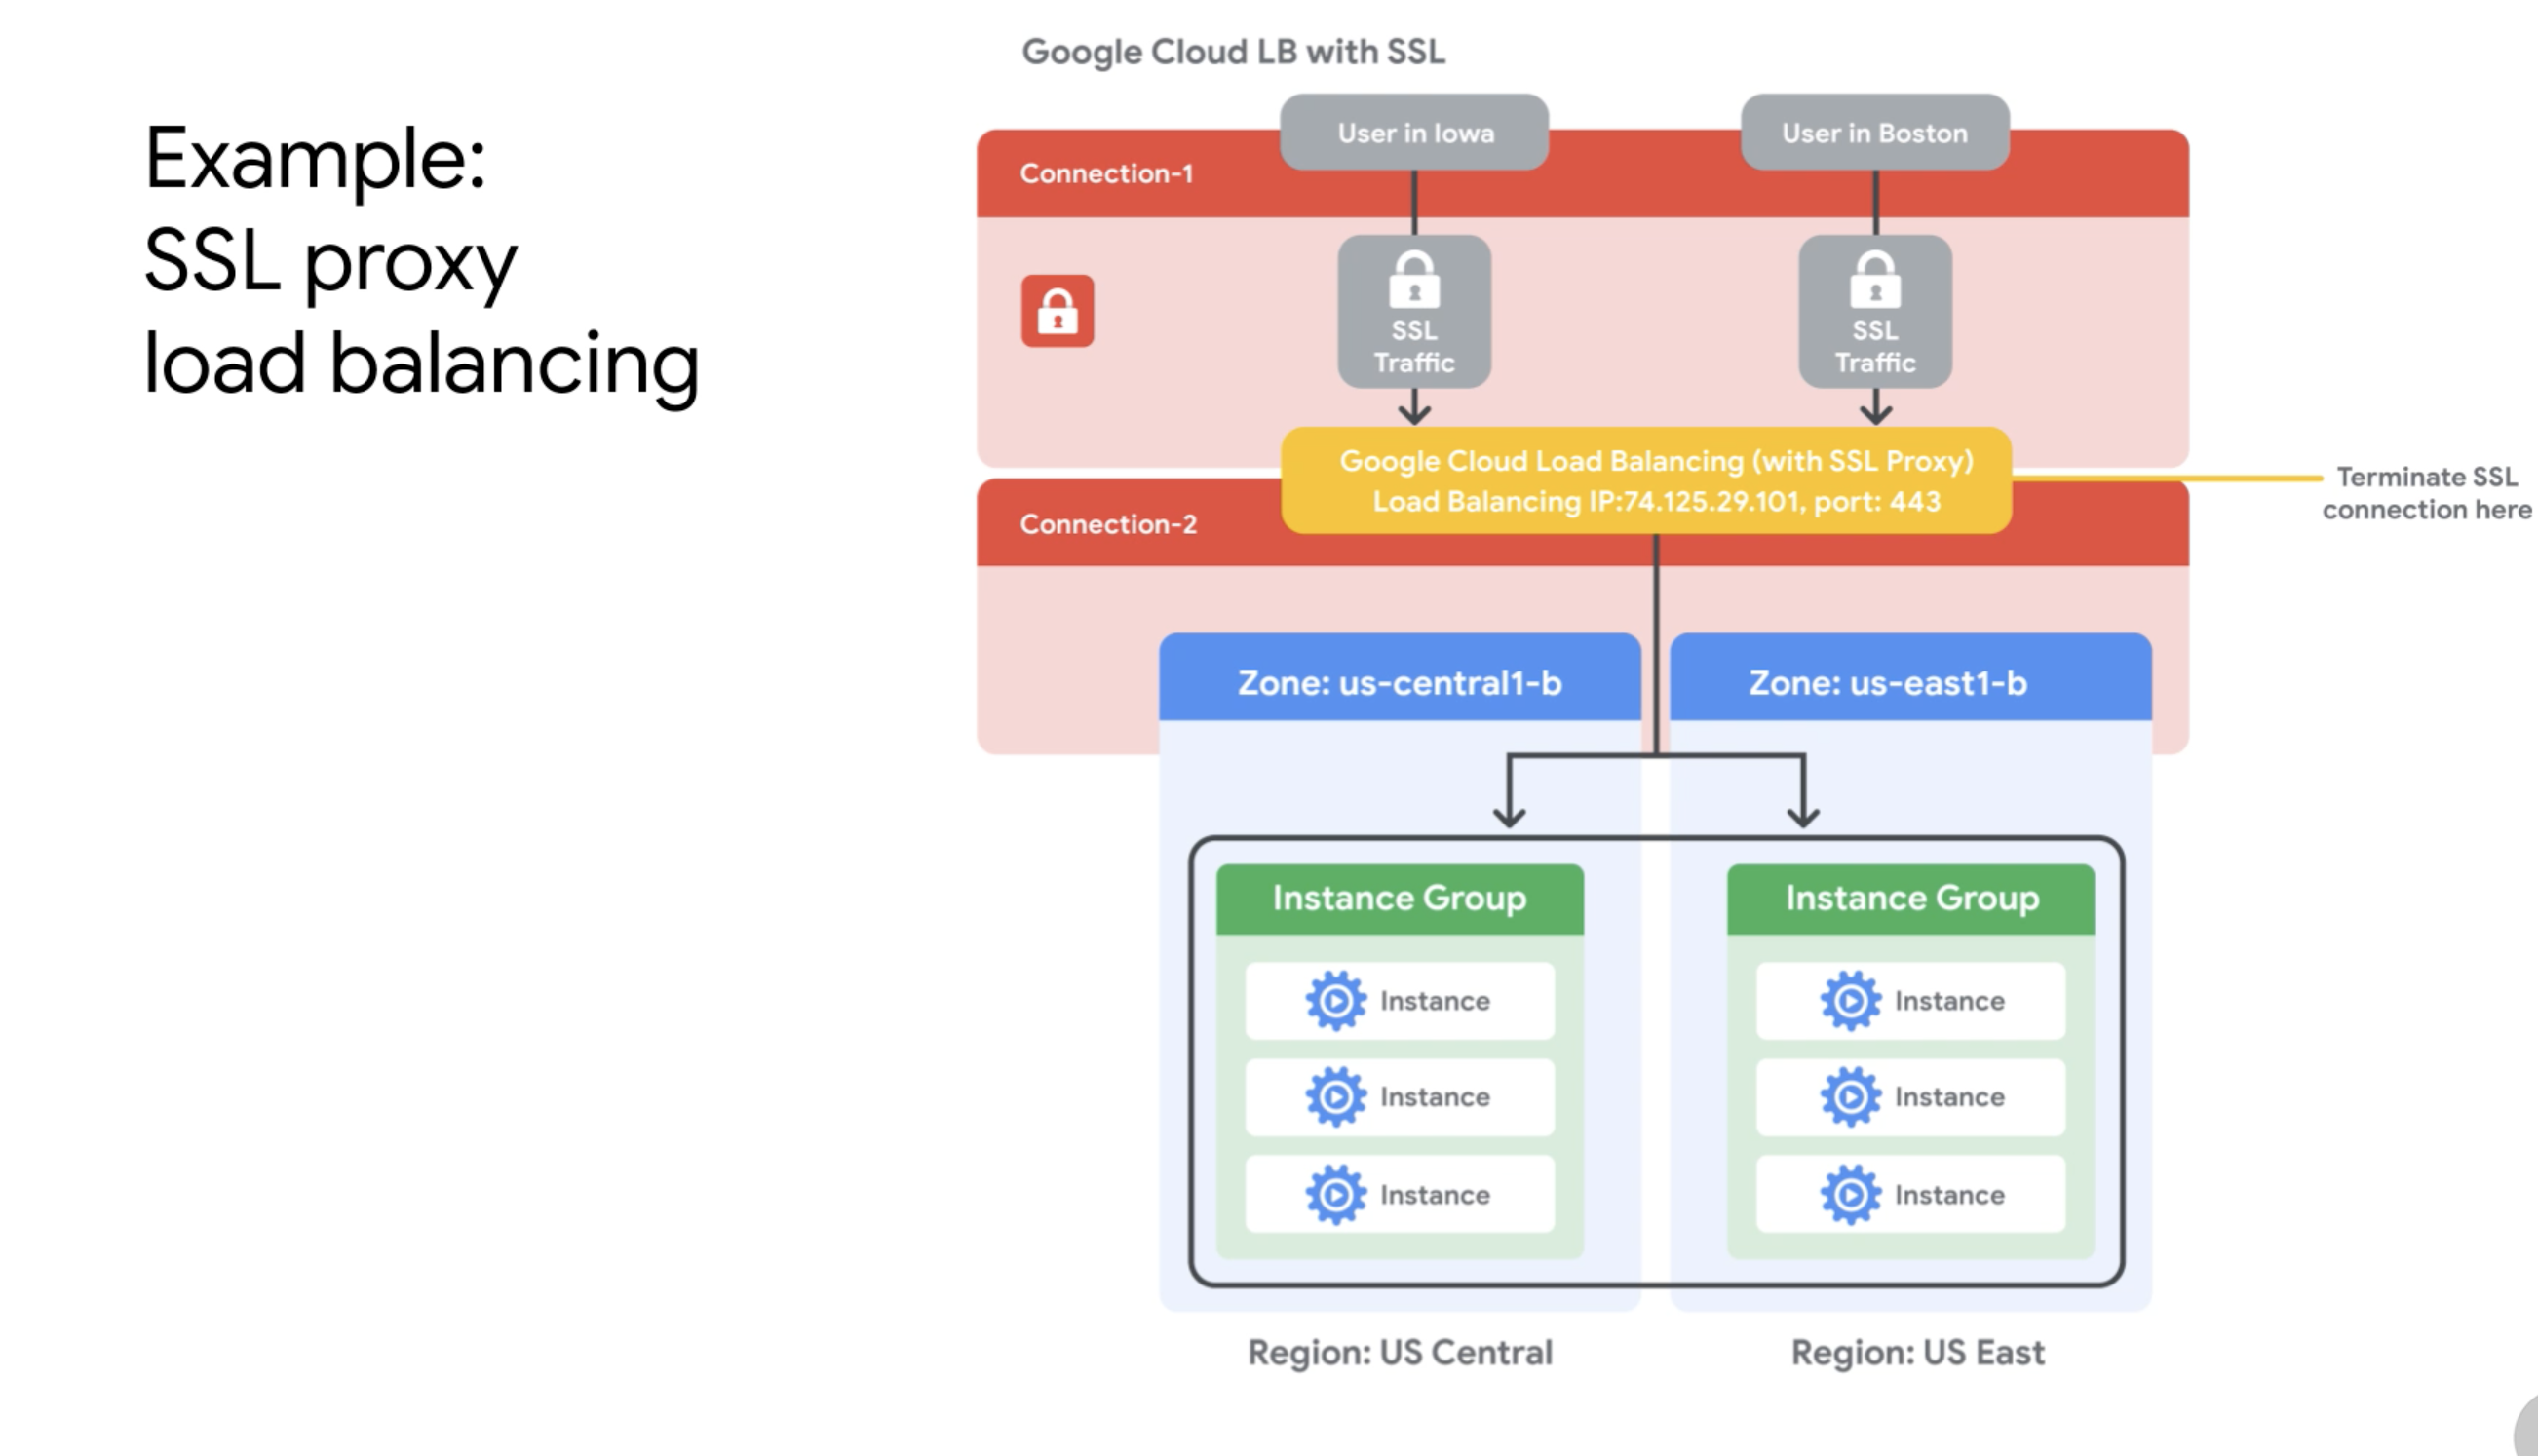 Example:
SSL proxy
load balancing
Google Cloud LB with SSL
User in Iowa
User in Boston
Connection-1
SSL
Traffic
SSL
Traffic
Google Cloud Load Balancing (with SSL Proxy)
Load Balancing IP:74.125.29.101, port: 443
Terminate SSL
connection here
Connection-2
Zone: us-central1-b
Zone: us-east1-b
Instance Group
Instance
Instance
Instance
Instance Group
Instance
Instance
Instance
Region: US Central
Region: US East